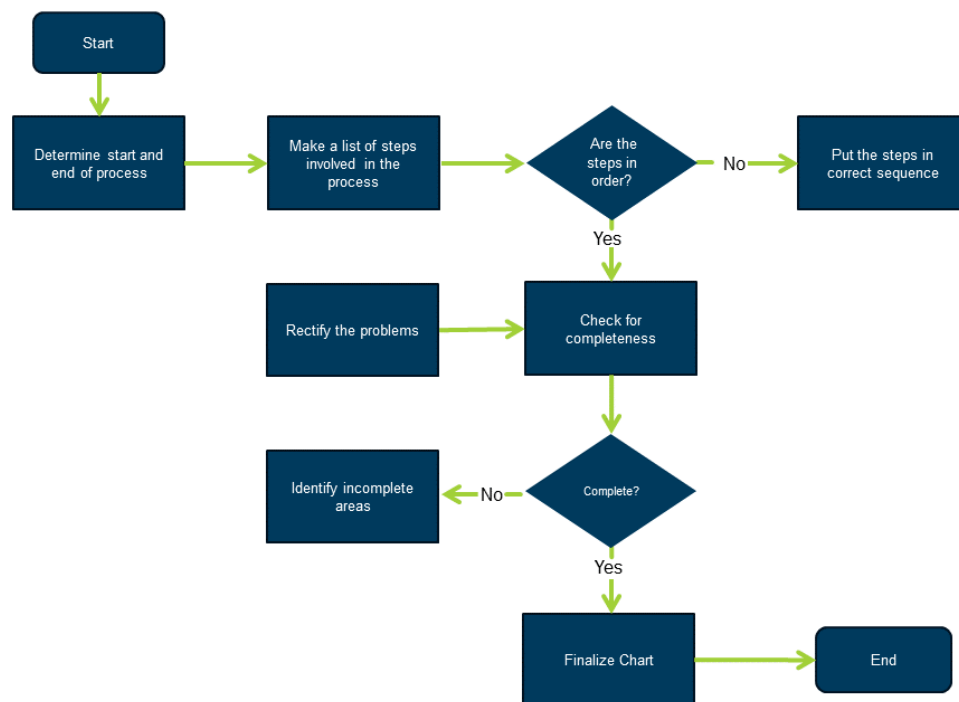 Start
Determine start and
end of process
Make a list of steps
involved in the
process
Are the
steps in
order?
No
Put the steps in
correct sequence
Yes
Rectify the problems
Check for
completeness
Identify incomplete
areas
No
Complete?
Yes
Finalize Chart
End